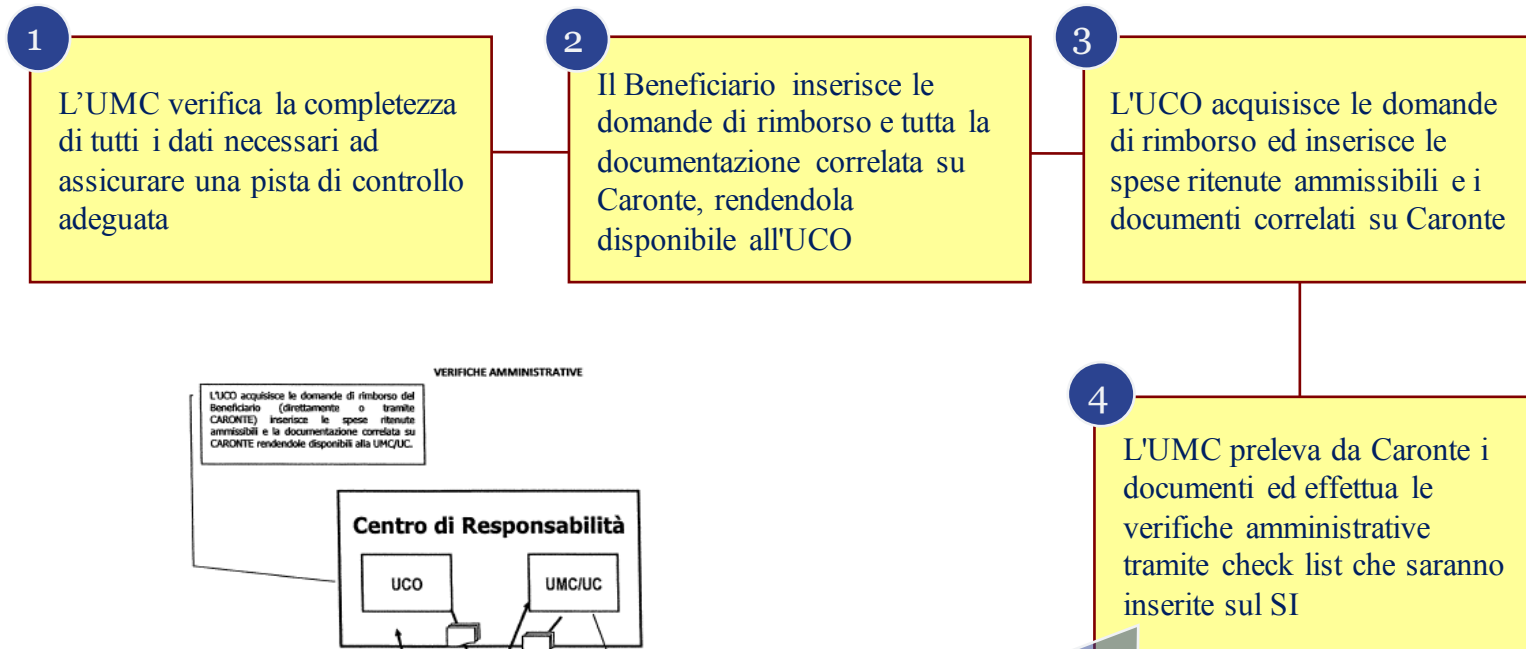 1
L’UMC verifica la completezza
di tutti i dati necessari ad
assicurare una pista di controllo
adeguata
2
Il Beneficiario inserisce le
domande di rimborso e tutta la
documentazione correlata su
Caronte, rendendola
disponibile all'UCO
3
L'UCO acquisisce le domande
di rimborso ed inserisce le
spese ritenute ammissibili e i
documenti correlati su Caronte
4
L'UMC preleva da Caronte i
documenti ed effettua le
verifiche amministrative
tramite check list che saranno
inserite sul SI
VERIFICHE AMMINISTRATIVE
L'UCO acquisisce le domande di rimborso del
Beneficiario (direttamente o tramite
CARONTE) inserisce le spese ritenute
ammissibili e la documentazione correlata su
CARONTE rendendole disponibili alla UMC/UC.
Centro di Responsabilità
UCO
UMC/UC